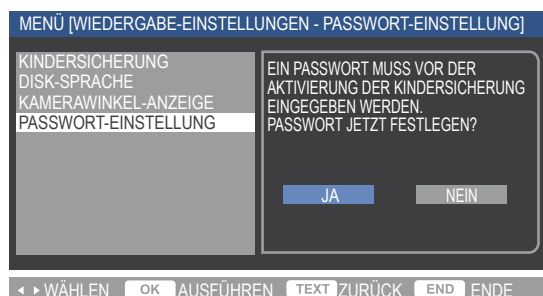 MENÜ [WIEDERGABE-EINSTELLUNGEN - PASSWORT-EINSTELLUNG]
KINDERSICHERUNG
DISK-SPRACHE
KAMERAWINKEL-ANZEIGE
PASSWORT-EINSTELLUNG
EIN PASSWORT MUSS VOR DER
AKTIVIERUNG DER KINDERSICHERUNG
EINGEGEBEN WERDEN.
PASSWORT JETZT FESTLEGEN?
JA NEIN
WÄHLEN OK AUSFÜHREN TEXT ZURÜCK END ENDE